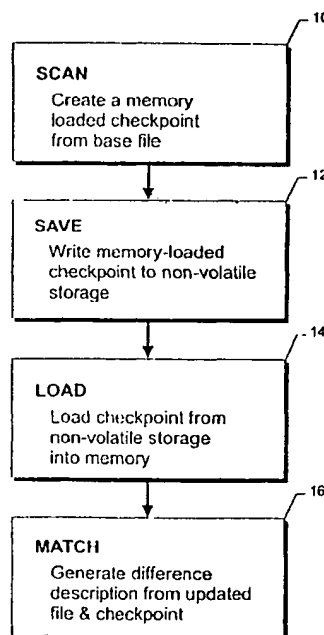 10
SCAN
Create a memory
loaded checkpoint
from base file
12
SAVE
Write memory-loaded
checkpoint to non-volatile
storage
14
LOAD
Load checkpoint from
non-volatile storage
into memory
16
MATCH
Generate difference
description from updated
file & checkpoint